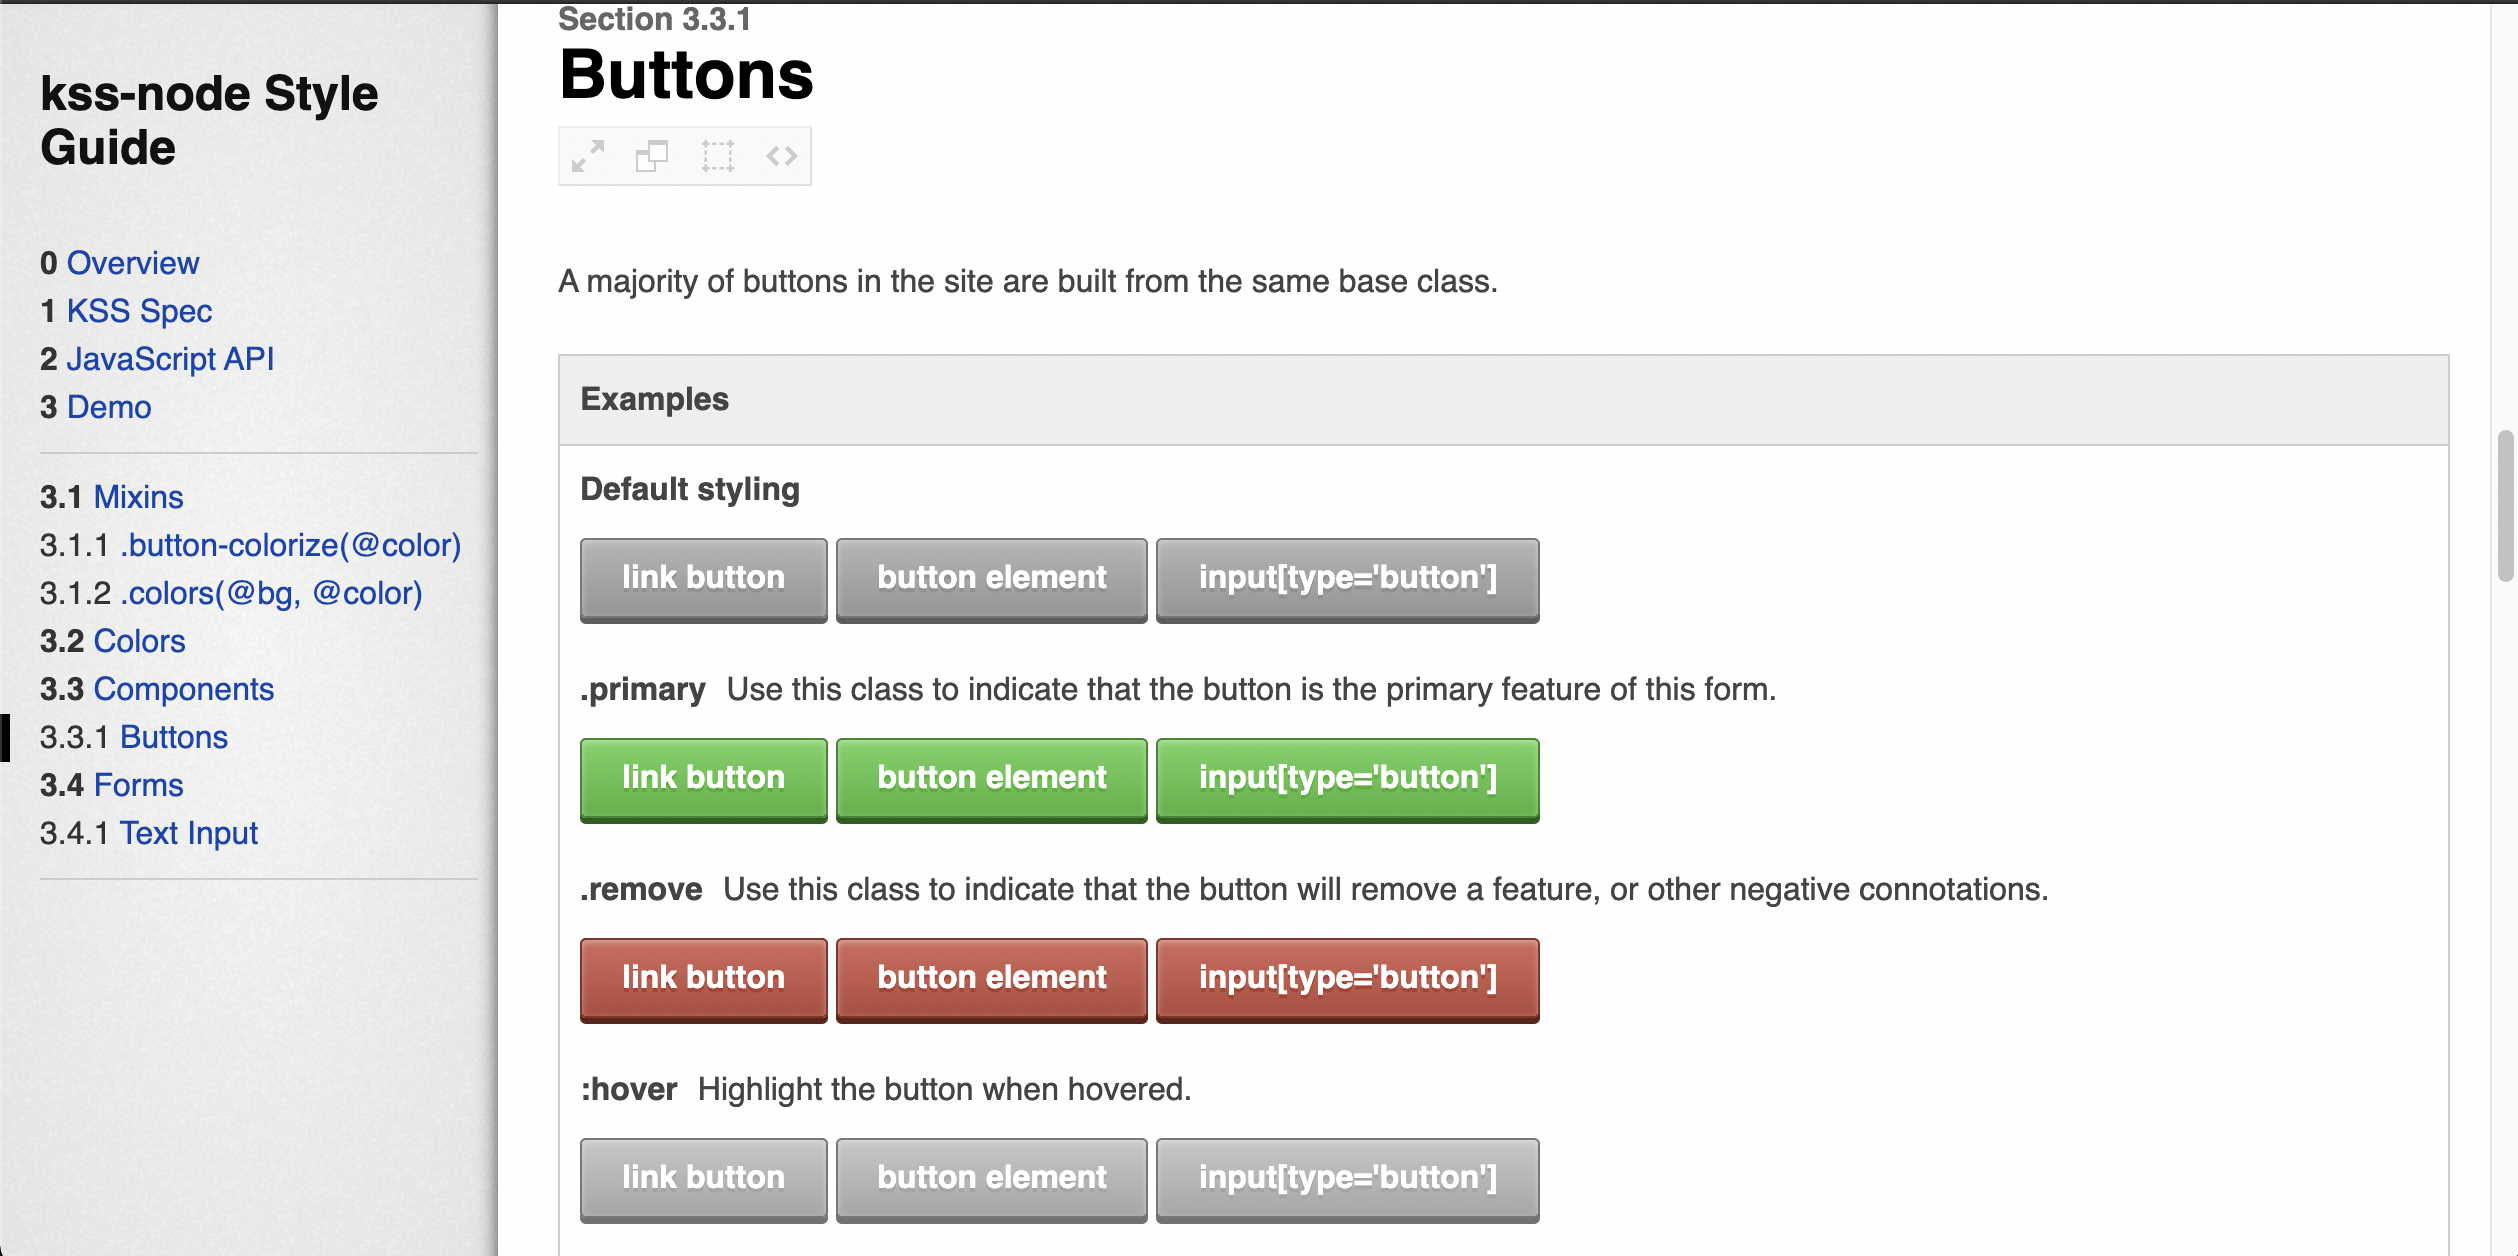 kss-node Style
Guide
0 Overview
1 KSS Spec
2 JavaScript API
3 Demo
3.1 Mixins
3.1.1 .button-colorize(@color)
3.1.2 .colors(@bg, @color)
3.2 Colors
3.3 Components
3.3.1 Buttons
3.4 Forms
3.4.1 Text Input
Section 3.3.1
Buttons
A majority of buttons in the site are built from the same base class.
Examples
Default styling
link button button element input[type='button']
.primary Use this class to indicate that the button is the primary feature of this form.
link button button element input[type='button']
.remove Use this class to indicate that the button will remove a feature, or other negative connotations.
link button button element input[type='button']
:hover Highlight the button when hovered.
link button button element input[type='button']